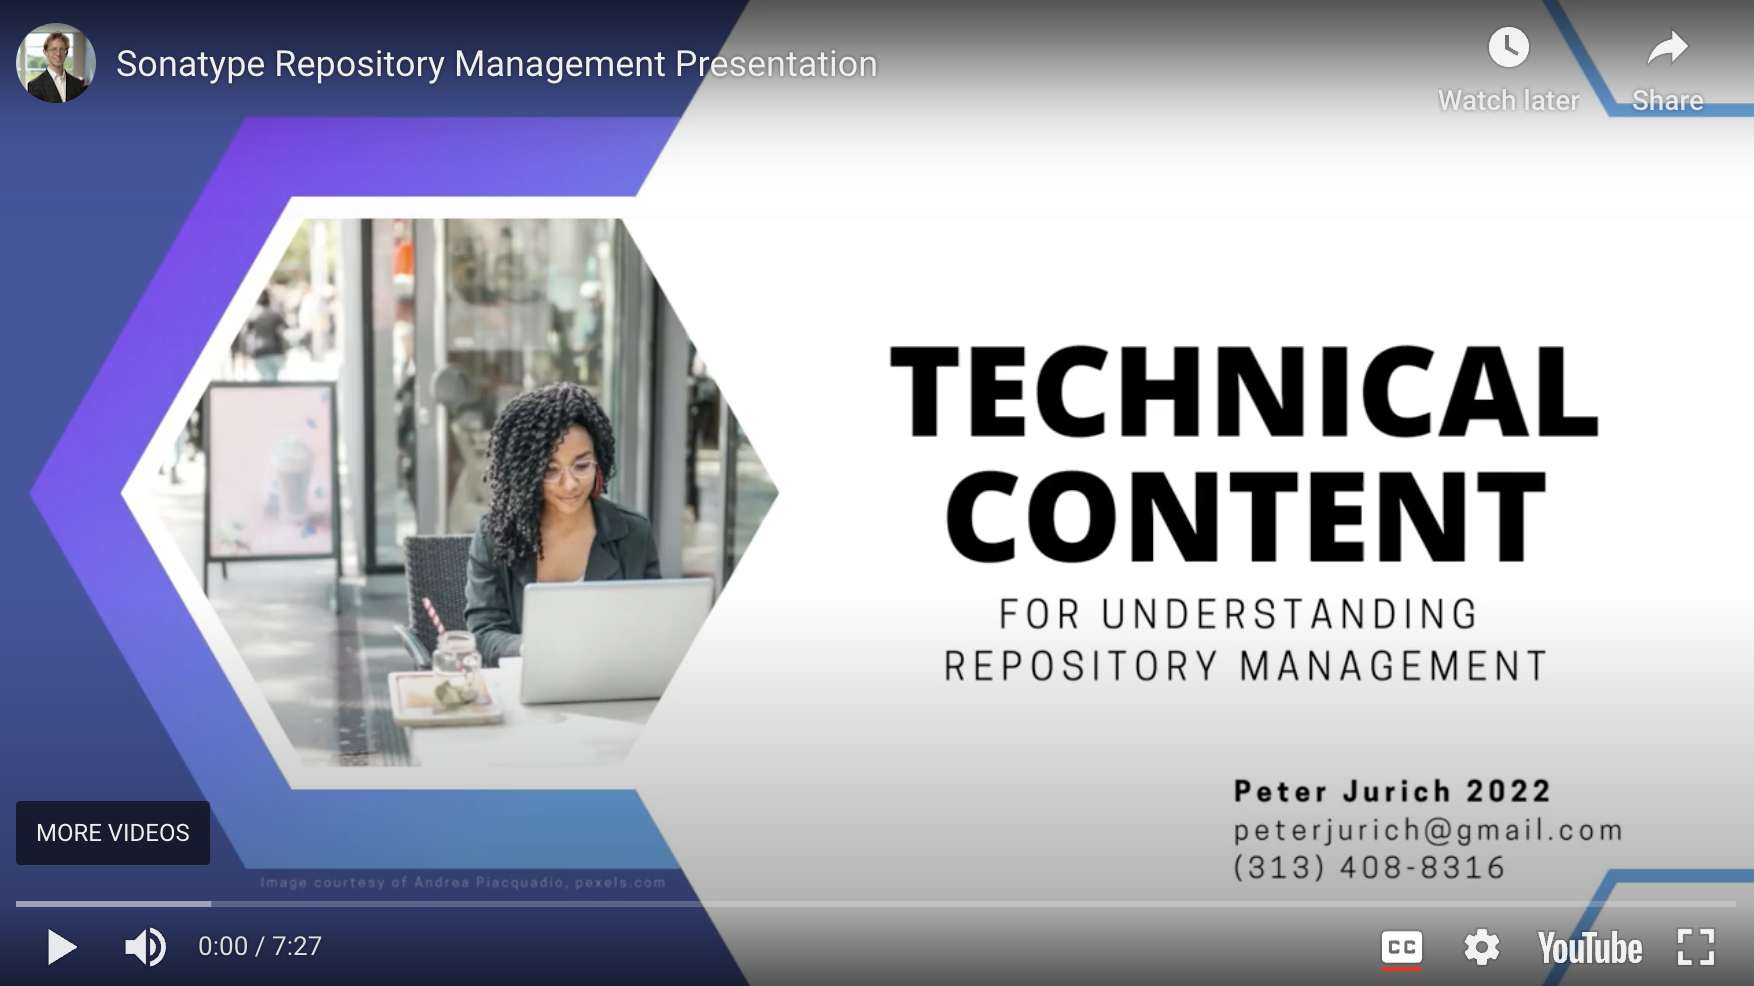 Sonatype Repository Management Presentation
Watch later
Share
TECHNICAL
CONTENT
FOR UNDERSTANDING
REPOSITORY MANAGEMENT
Peter Jurich 2022
peterjurich@gmail.com
(313) 408-8316
MORE VIDEOS
Image courtesy of Andrea Piacquadio, pexels.com
0:00 / 7:27
CC
YouTube